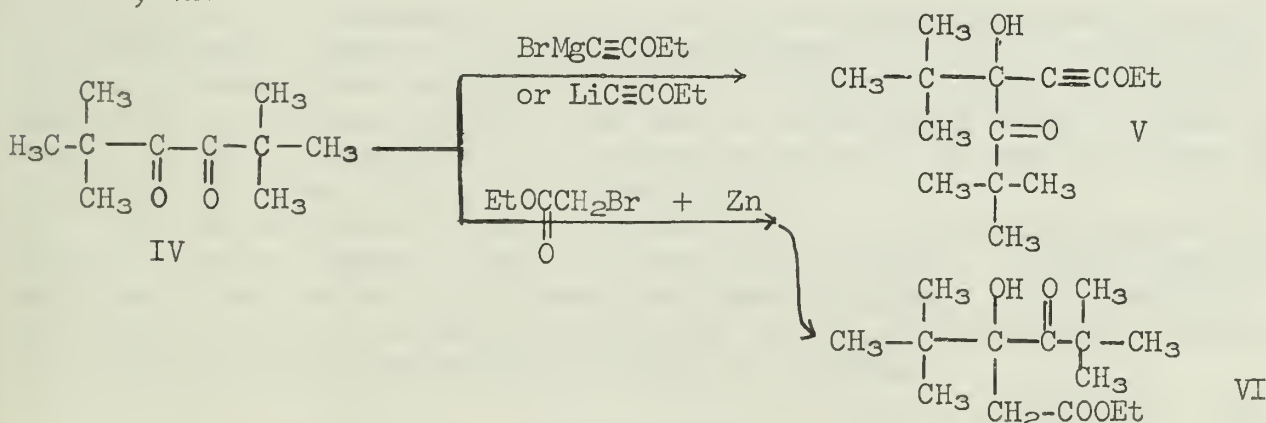 BrMgC≡COEt
or LiC≡COEt
CH₃
CH₃
H₃C-C-C-C-C-CH₃
CH₃ O O CH₃
IV
EtOCCH₂Br + Zn
O
CH₃ OH
CH₃-C-C-C≡COEt
CH₃ C=O V
CH₃-C-CH₃
CH₃
CH₃ OH O CH₃
CH₃-C-C-C-C-CH₃
CH₃ CH₃
CH₂-COOEt
VI